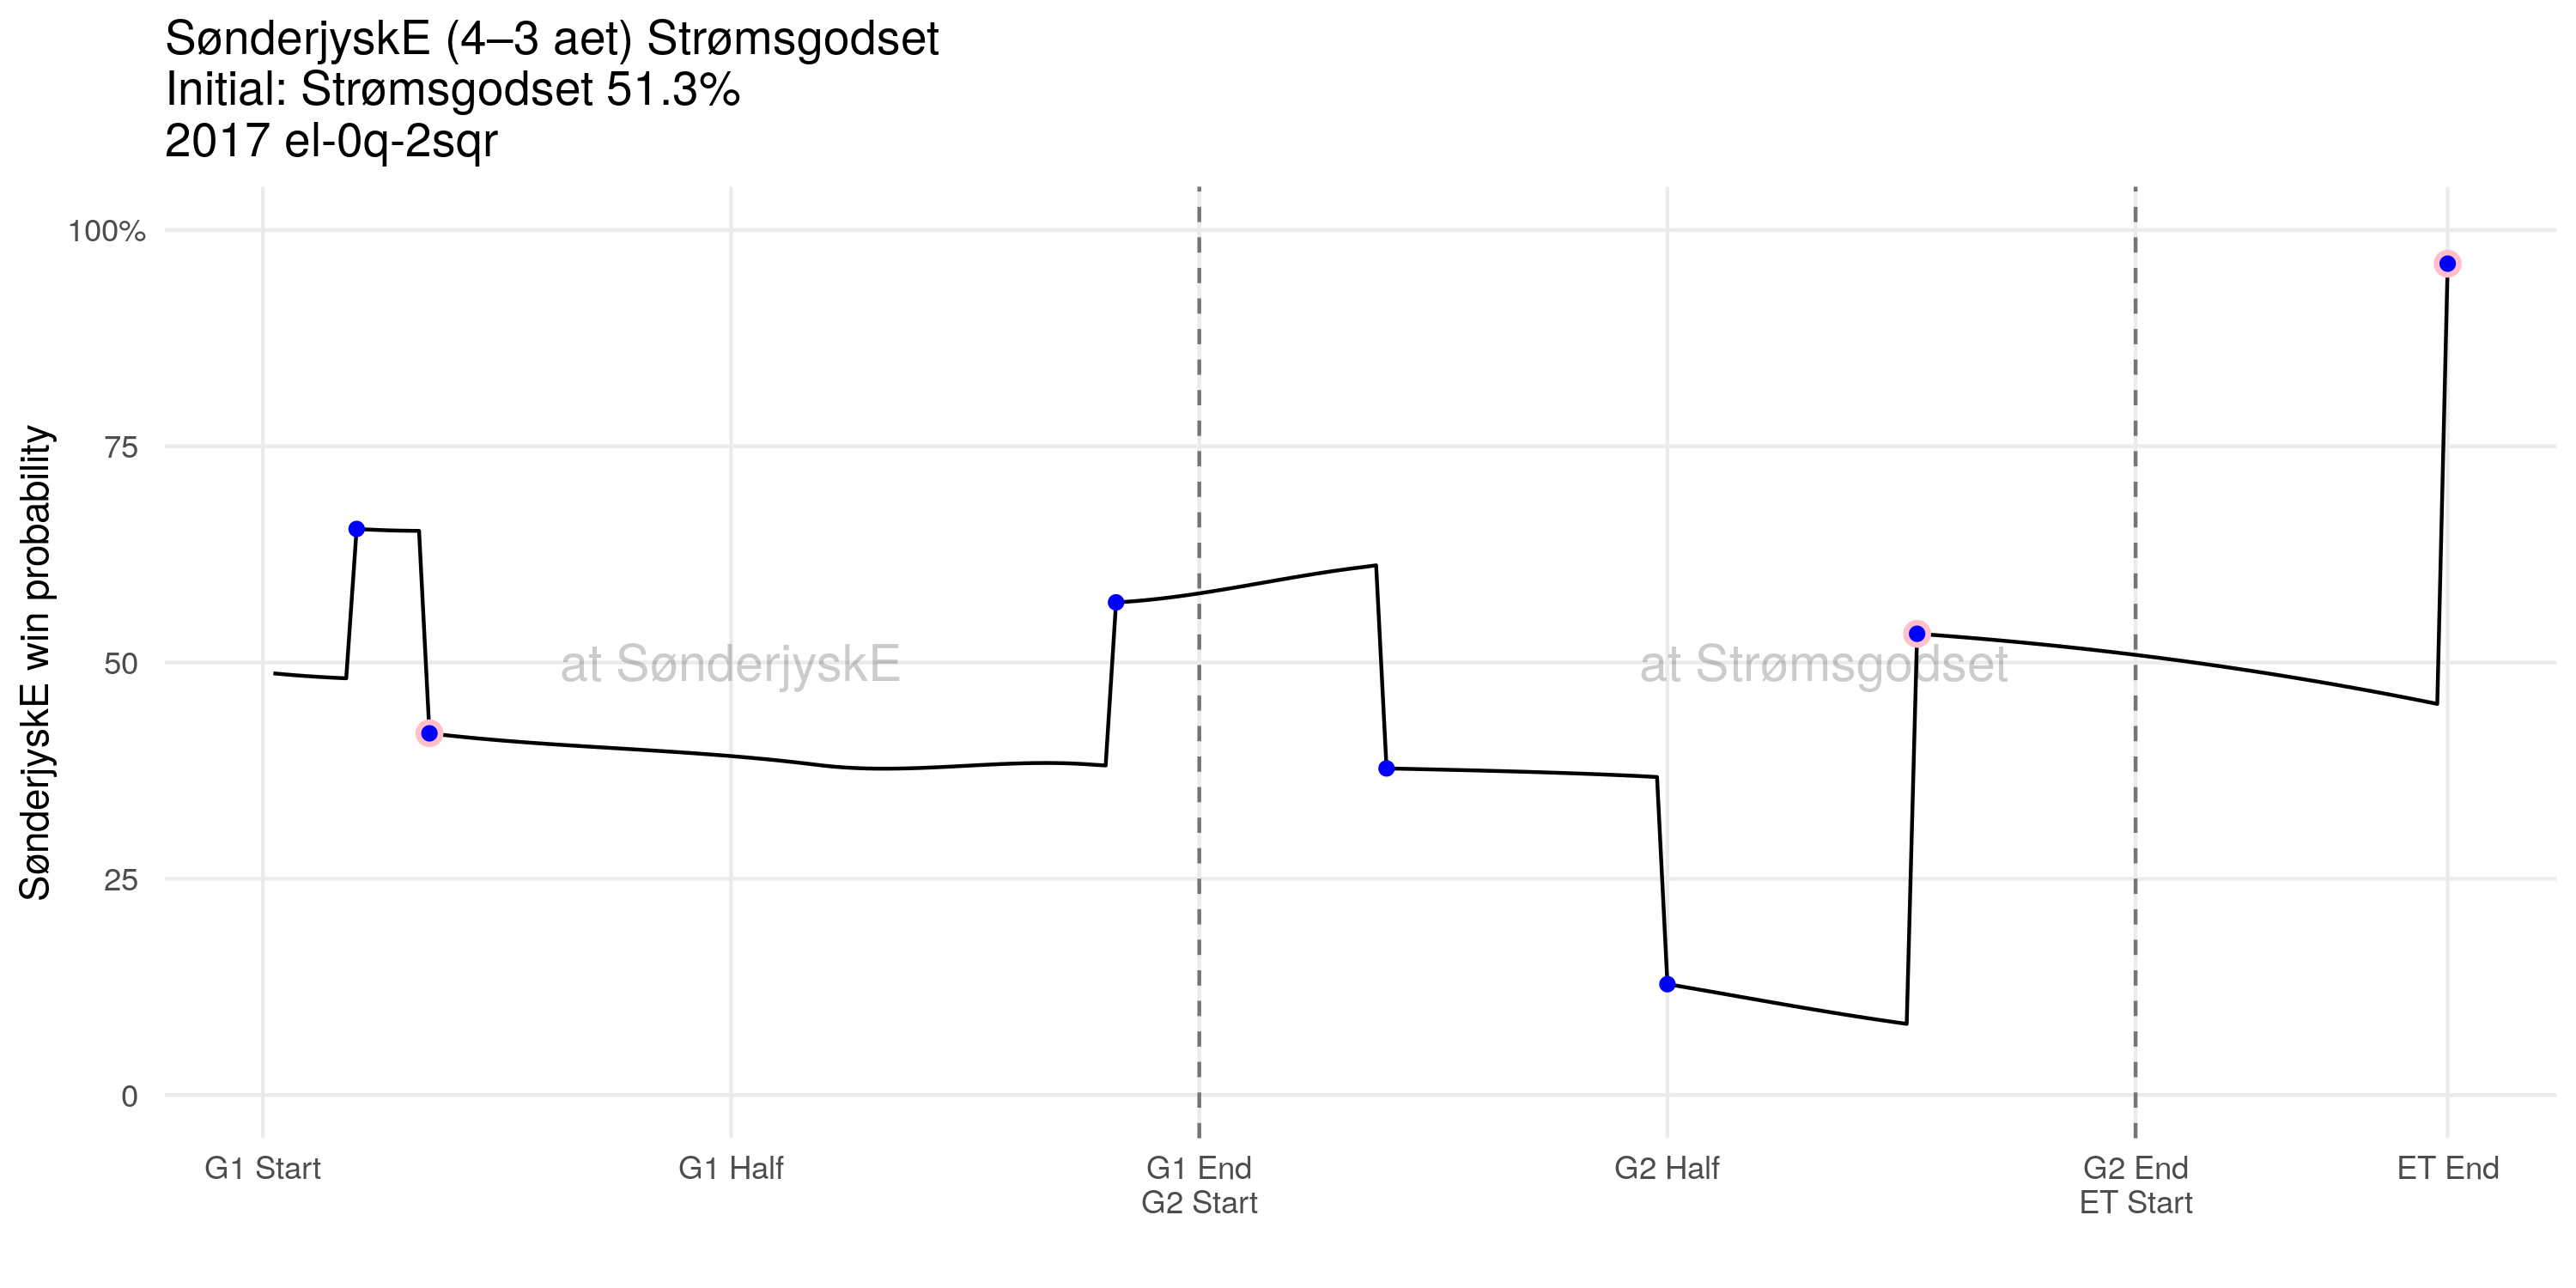 SønderjyskE (4–3 aet) Strømsgodset
Initial: Strømsgodset 51.3%
2017 el-0q-2sqr
SønderjyskE win probability
100%
75
50
25
0
at SønderjyskE
at Strømsgodset
G1 Start
G1 Half
G1 End
G2 Start
G2 Half
G2 End
ET Start
ET End